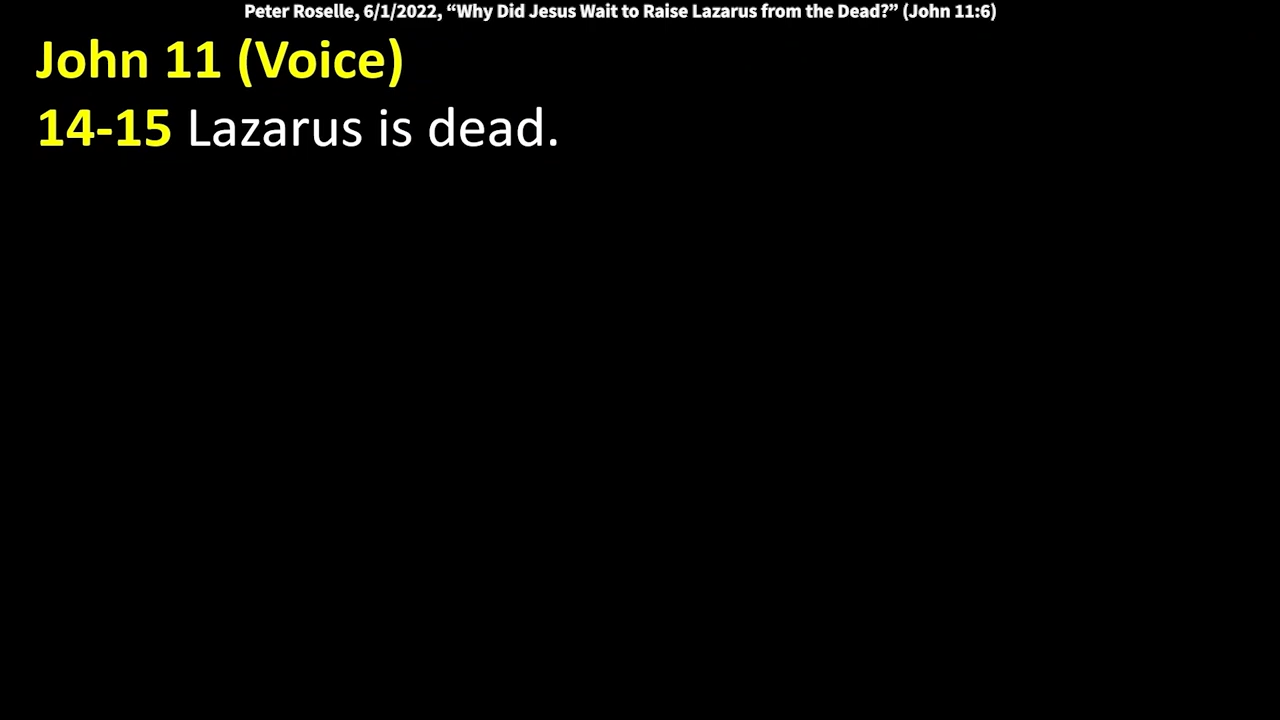 Peter Roselle, 6/1/2022, “Why Did Jesus Wait to Raise Lazarus from the Dead?” (John 11:6)
John 11 (Voice)
14-15 Lazarus is dead.